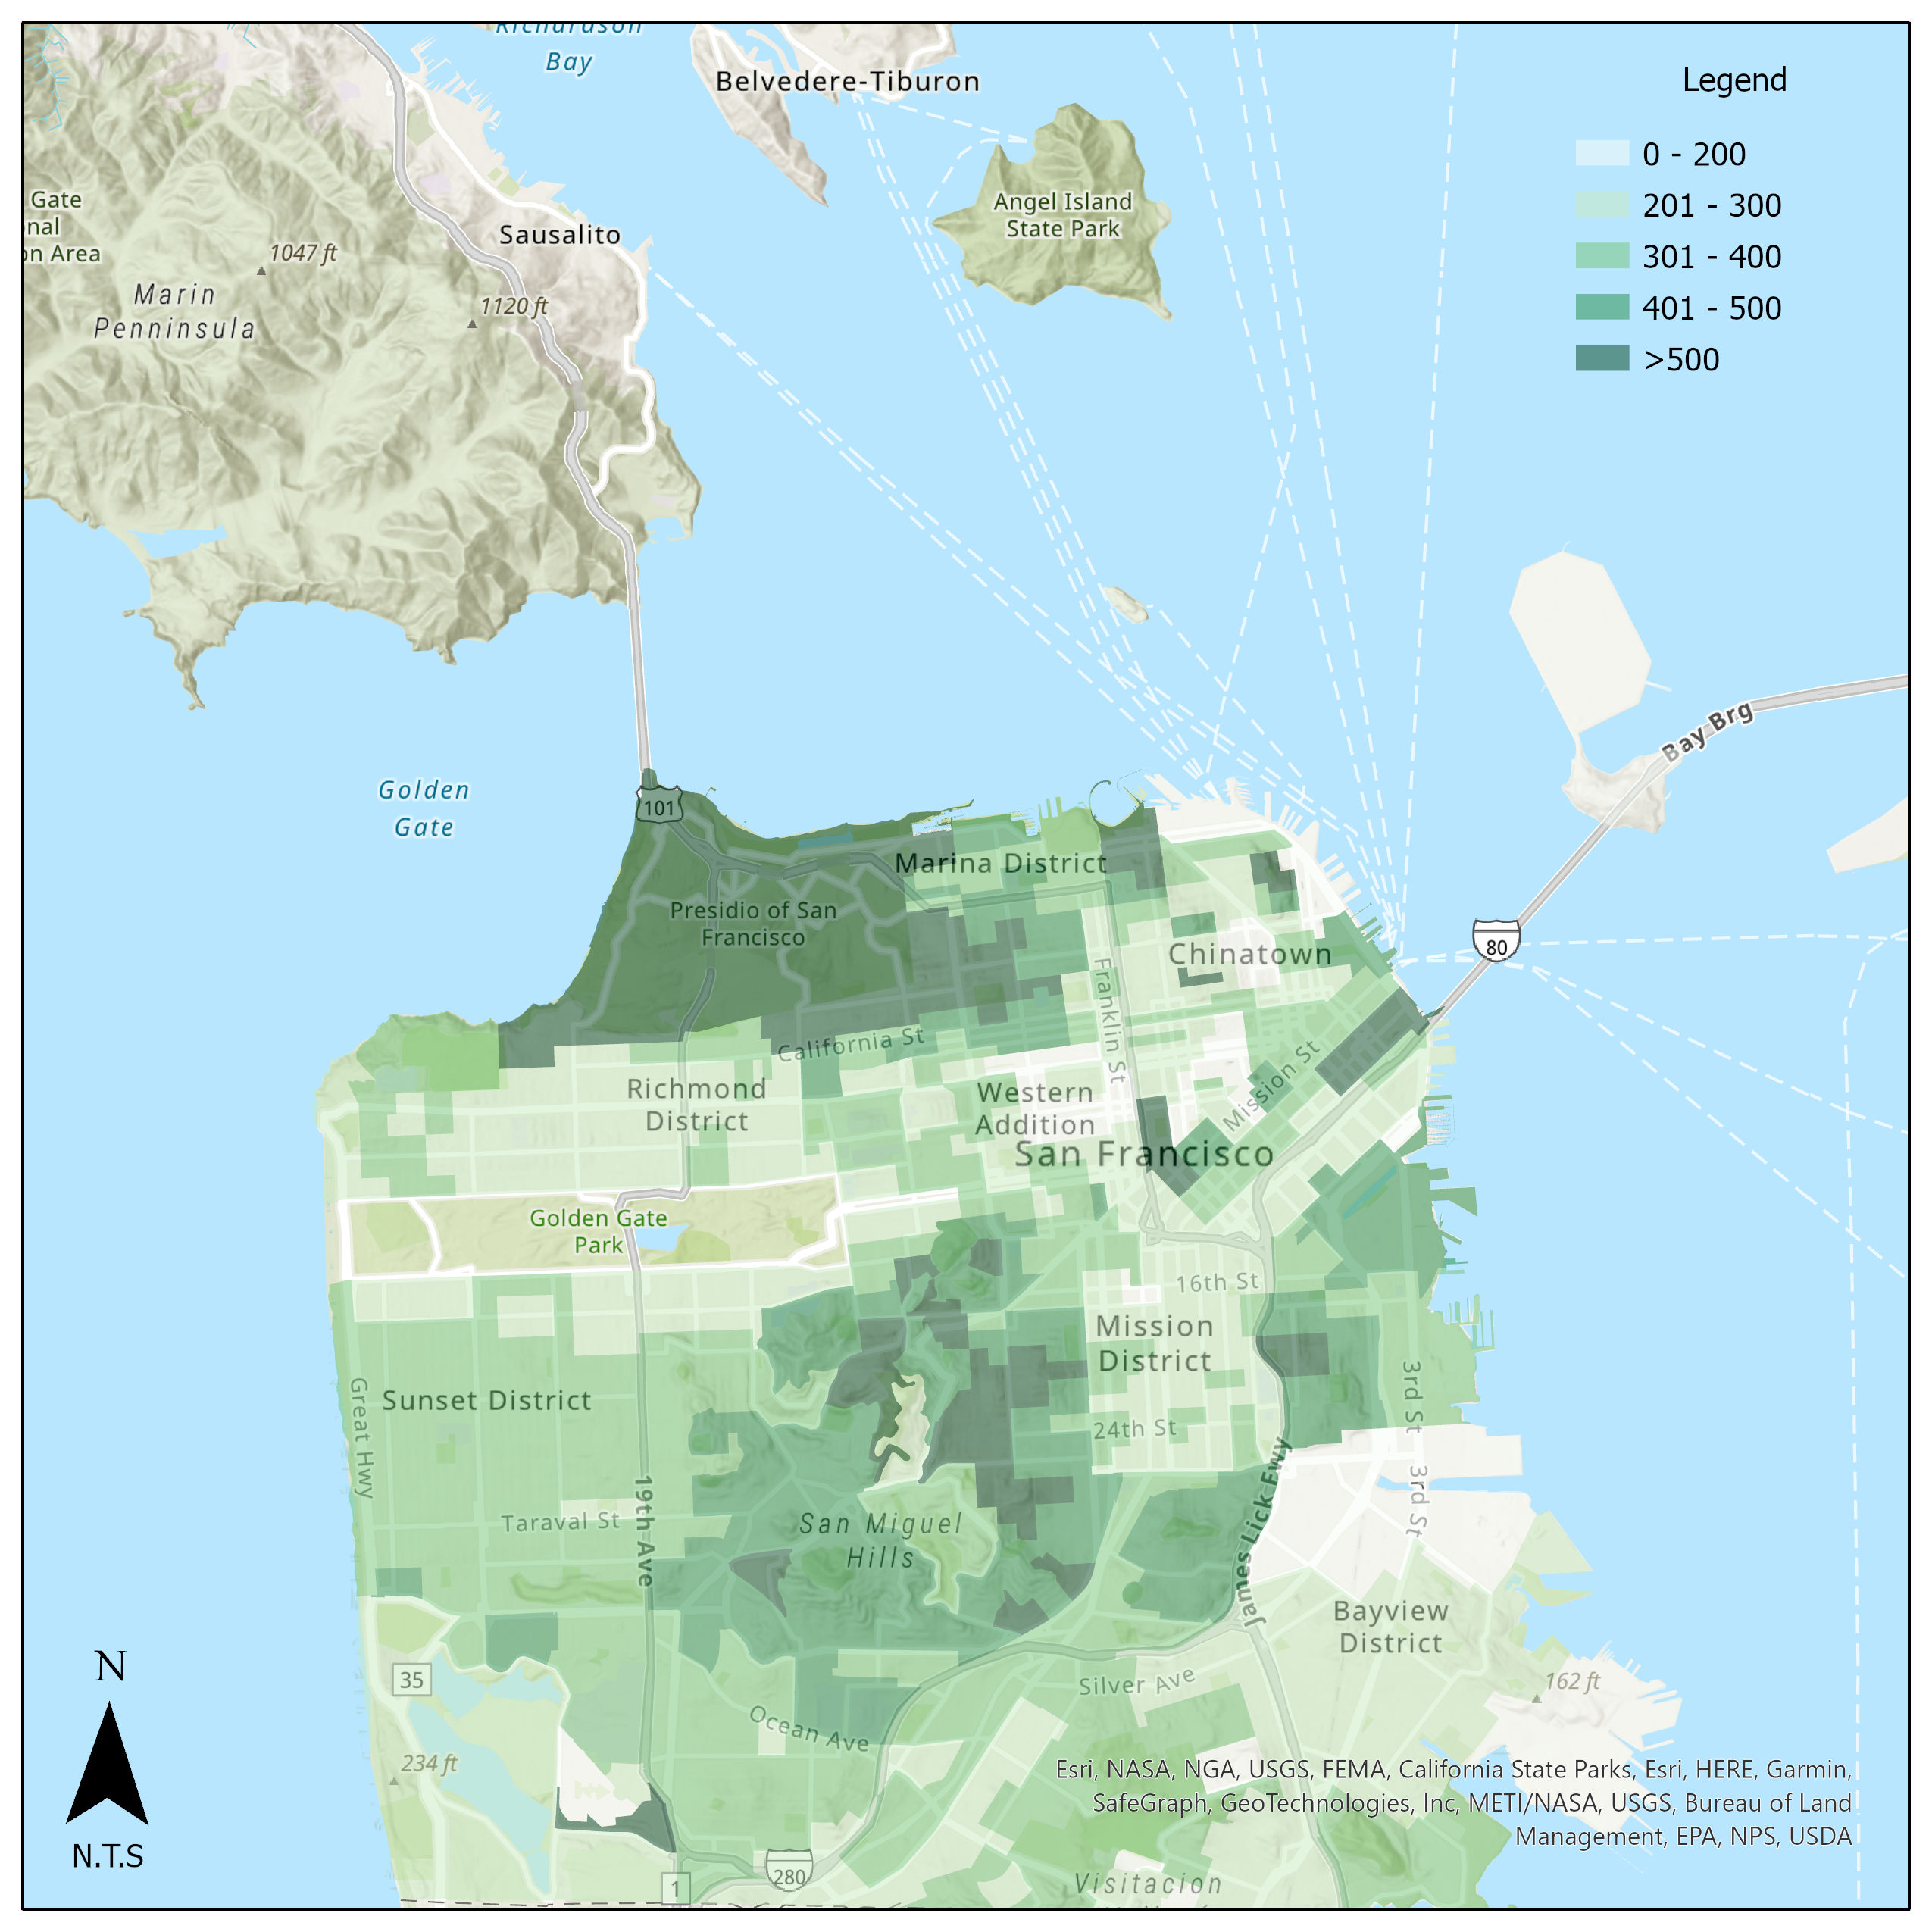 Richardson
Bay
Belvedere-Tiburon
Legend
0 - 200
201 - 300
301 - 400
401 - 500
>500
Gate
nal
on Area
Angel Island
State Park
Sausalito
1047 ft
Marin
Penninsula
1120 ft
Bay Brg
Golden
Gate
101
Marina District
Presidio of San
Francisco
80
Chinatown
Franklin St
California St
Mission St
Richmond
District
Western
Addition
San Francisco
Golden Gate
Park
16th St
Mission
District
Sunset District
3rd St
24th St
Great Hwy
19th Ave
Taraval St
San Miguel
Hills
James Lick Fwy
3rd St
Bayview
District
N
35
Silver Ave
162 ft
Ocean Ave
234 ft
Esri, NASA, NGA, USGS, FEMA, California State Parks, Esri, HERE, Garmin,
SafeGraph, GeoTechnologies, Inc, METI/NASA, USGS, Bureau of Land
Management, EPA, NPS, USDA
N.T.S
280
1
Visitacion